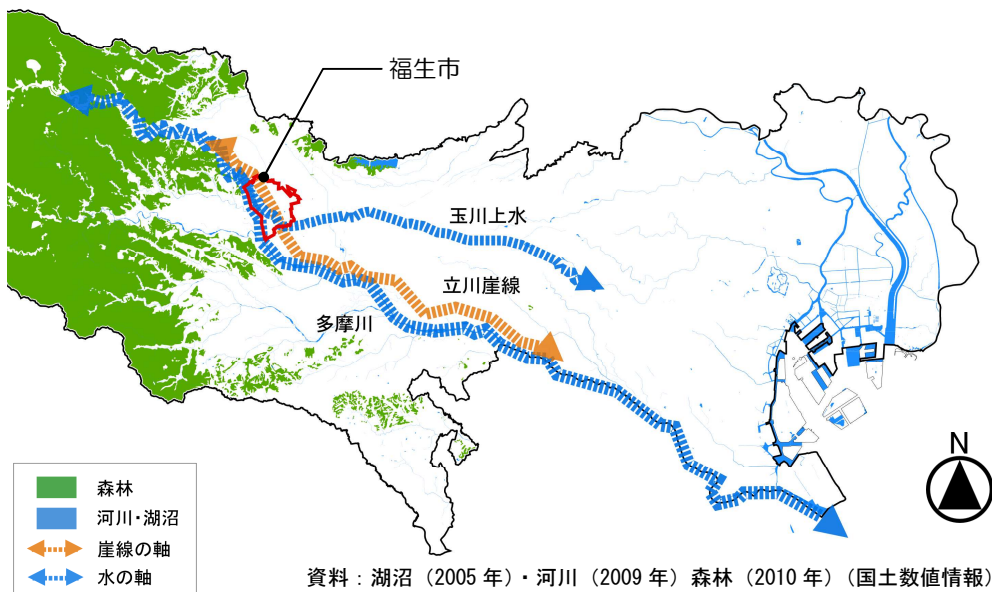 福生市
玉川上水
立川崖線
多摩川
N
森林
河川・湖沼
崖線の軸
水の軸
資料：湖沼（2005 年）・河川（2009 年）森林（2010 年）（国土数値情報）